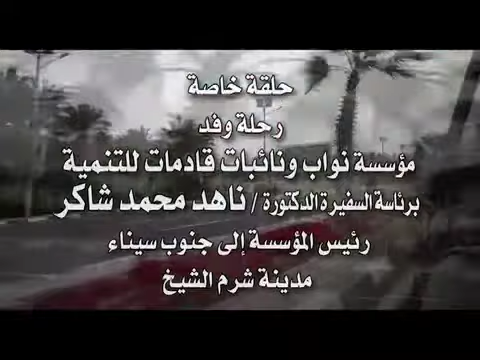 حلقة خاصة
رحلة وفد
مؤسسة نواب ونائبات قادمات للتنمية
برئاسة السفيرة الدكتورة / ناهد محمد شاكر
رئيس المؤسسة إلى جنوب سيناء
مدينة شرم الشيخ